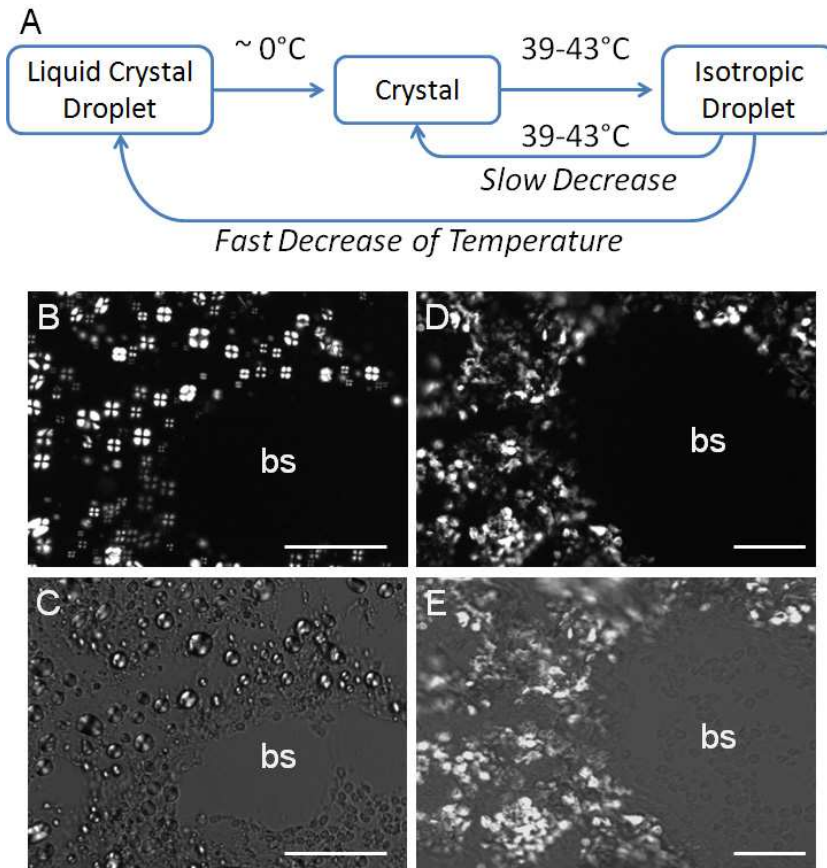 A
~ 0°C
39-43°C
Liquid Crystal
Droplet
Crystal
Isotropic
Droplet
39-43°C
Slow Decrease
Fast Decrease of Temperature
B
bs
D
bs
C
bs
E
bs